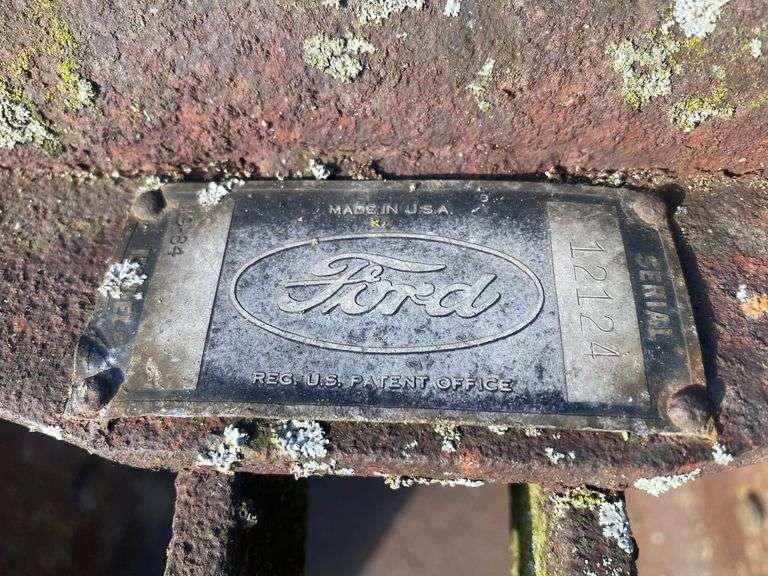 MADE IN U.S.A.
Ford
REG. U.S. PATENT OFFICE
SERIAL
12124